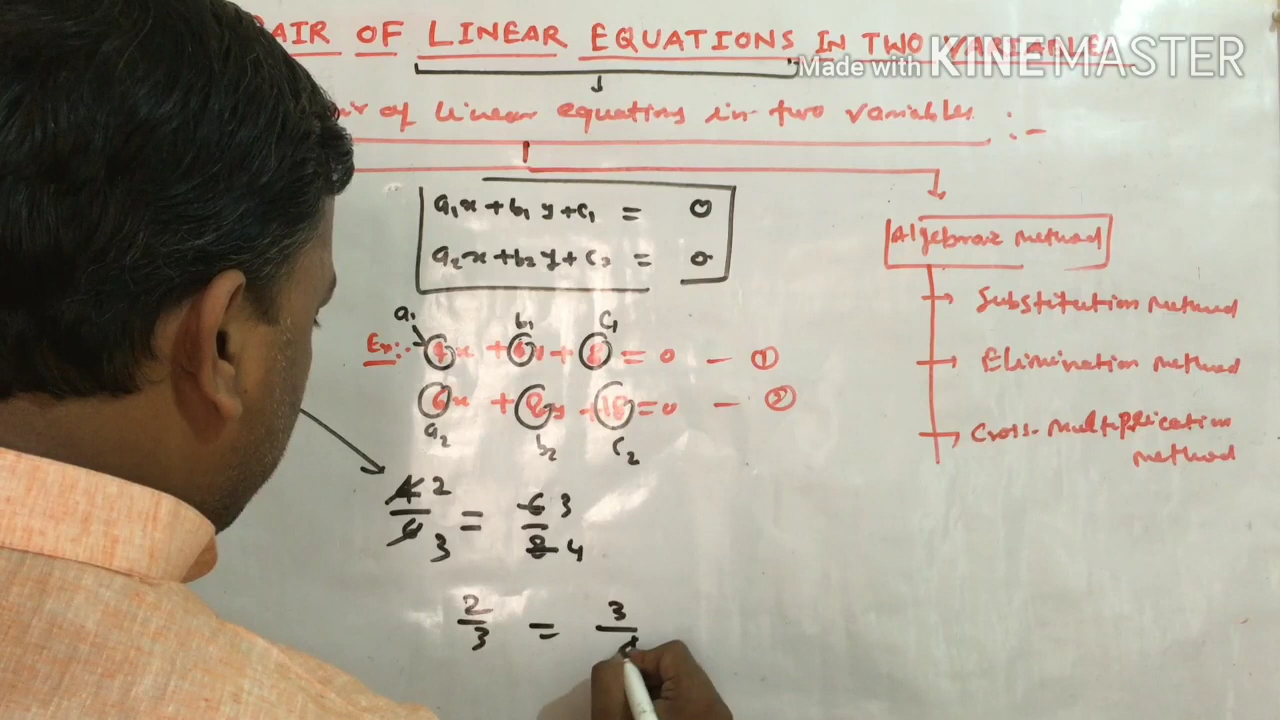 PAIR OF LINEAR EQUATIONS IN TWO VARIABLE
Made with KINEMASTER
of linear equations in two variables :-
a₁x + b₁y + c₁ = 0
a₂x + b₂y + c₂ = 0
Algebraic method
Substitution method
Elimination method
Cross-multiplication
method
a₁ b₁ c₁
Ex:- 4x + 6y + 8 = 0 - ①
6x + 8y + 18 = 0 - ②
a₂ b₂ c₂
4 2 = 6 3
6 3 8 4
2/3 = 3/